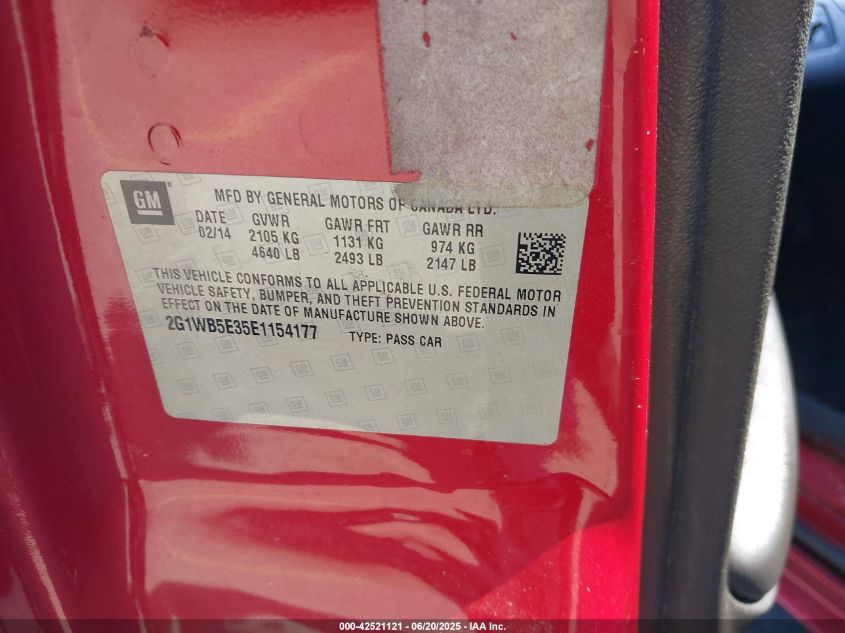 GM
MFD BY GENERAL MOTORS OF CANADA LTD.
DATE GVWR GAWR FRT GAWR RR
02/14 2105 KG 1131 KG 974 KG
4640 LB 2493 LB 2147 LB
THIS VEHICLE CONFORMS TO ALL APPLICABLE U.S. FEDERAL MOTOR
VEHICLE SAFETY, BUMPER, AND THEFT PREVENTION STANDARDS IN
EFFECT ON THE DATE OF MANUFACTURE SHOWN ABOVE.
2G1WB5E35E1154177 TYPE: PASS CAR
000-42521121 - 06/20/2025 - IAA Inc.